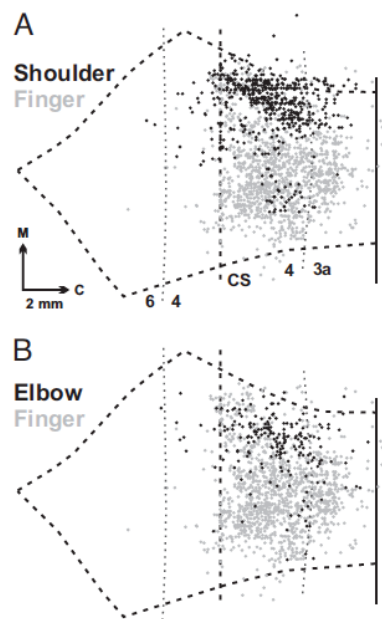 A
Shoulder
Finger
M
C
2 mm
6 4
CS
4 3a
B
Elbow
Finger